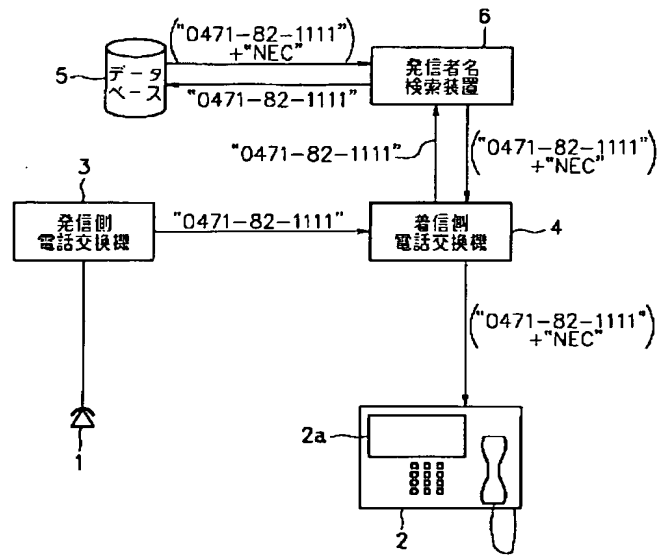 ("0471-82-1111"
+"NEC")
6
5
データ
ベース
発信者名
検索装置
"0471-82-1111"
"0471-82-1111"
("0471-82-1111"
+"NEC")
3
発信側
電話交換機
"0471-82-1111"
着信側
電話交換機
4
("0471-82-1111"
+"NEC")
2a
1
2